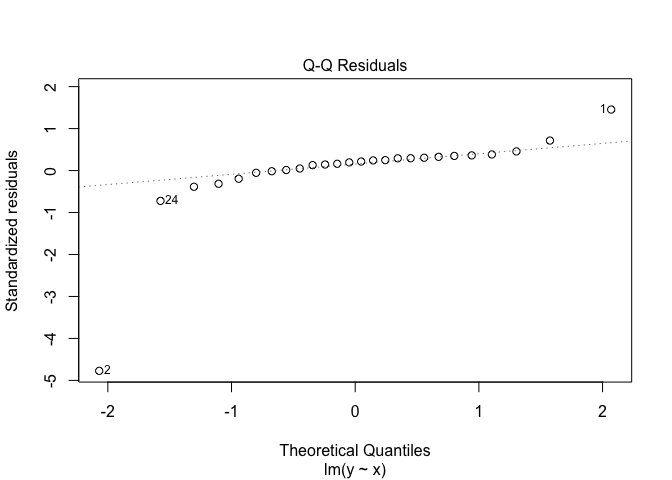 Q-Q Residuals
2
1
0
-1
-2
-3
-4
-5
Standardized residuals
1
24
2
-2 -1 0 1 2
Theoretical Quantiles
lm(y ~ x)